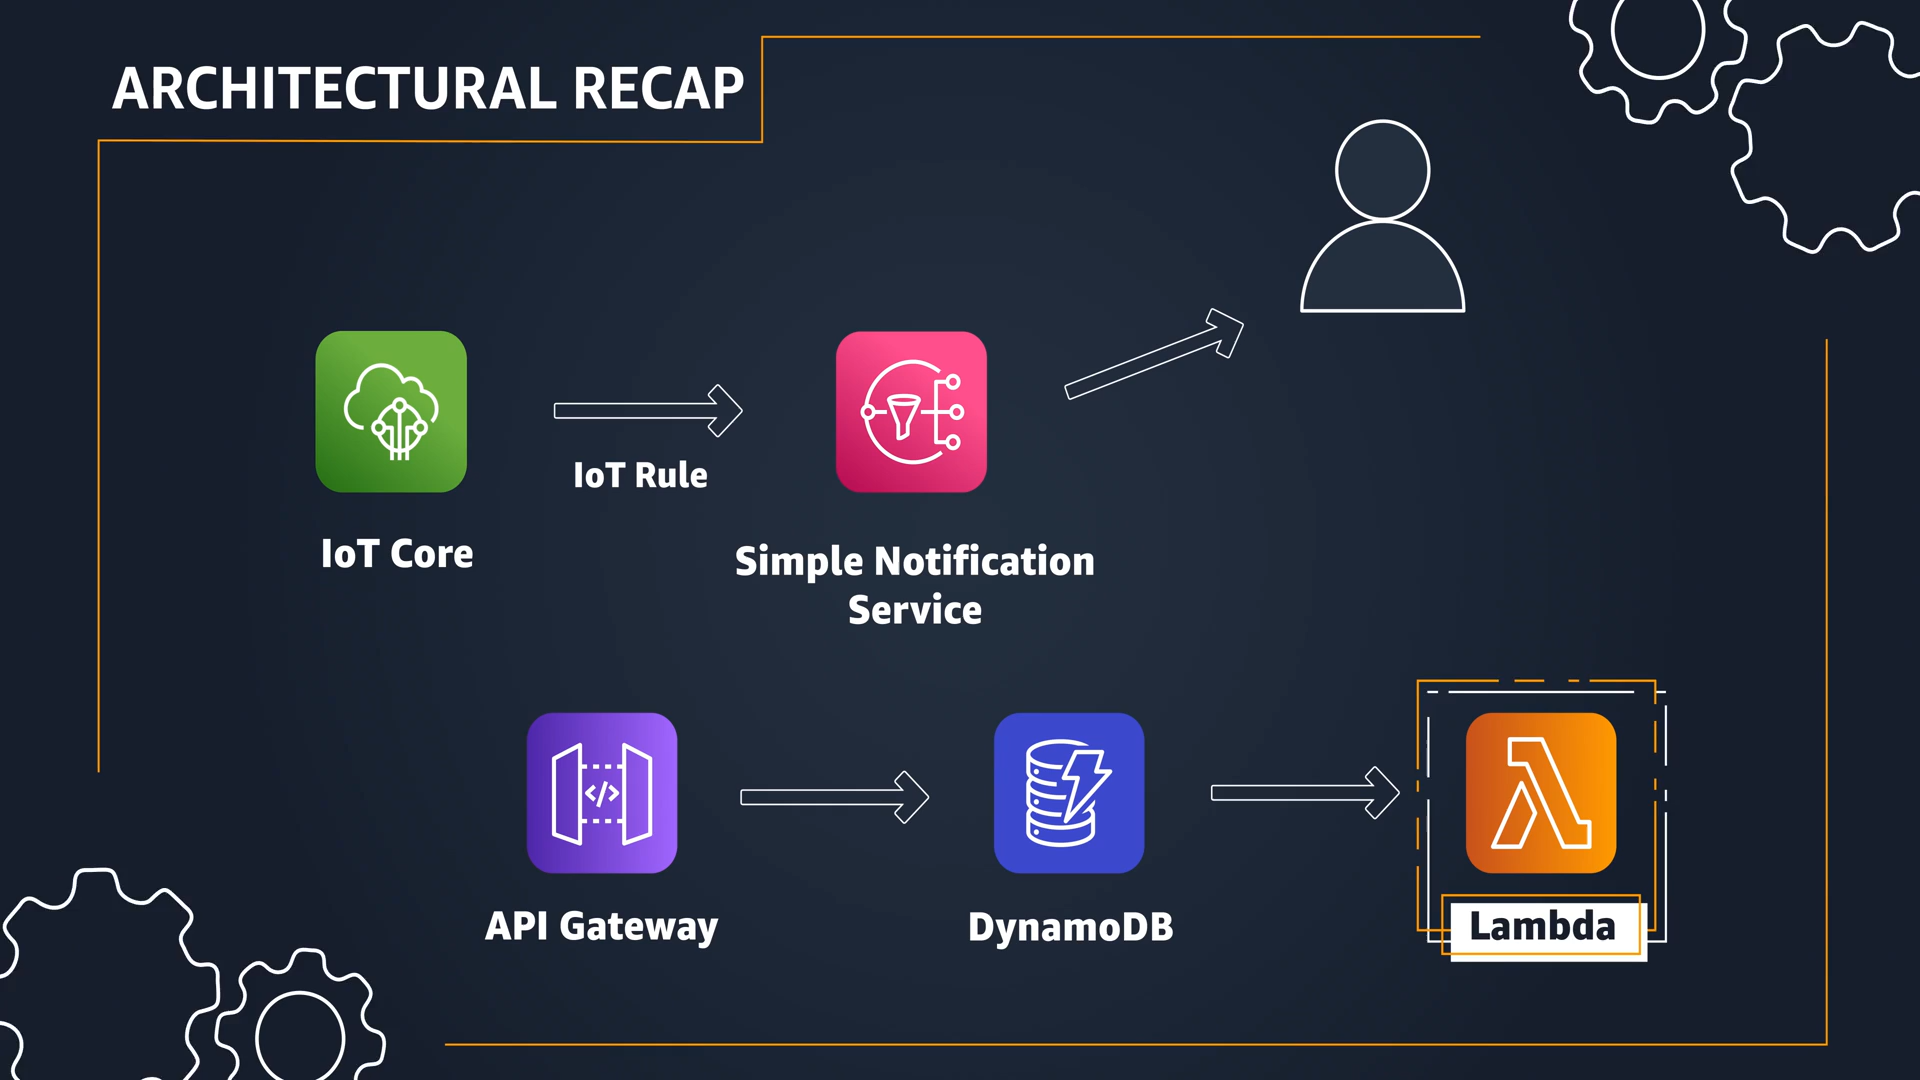 ARCHITECTURAL RECAP
IoT Rule
IoT Core
Simple Notification
Service
</>
API Gateway
DynamoDB
Lambda